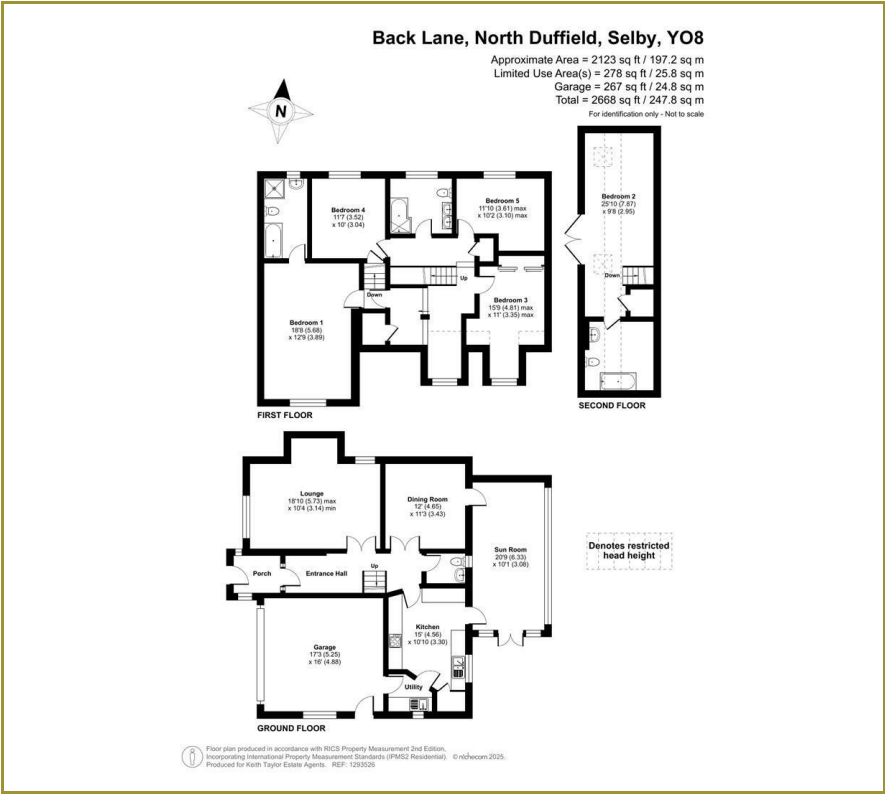 Back Lane, North Duffield, Selby, YO8
Approximate Area = 2123 sq ft / 197.2 sq m
Limited Use Area(s) = 278 sq ft / 25.8 sq m
Garage = 267 sq ft / 24.8 sq m
Total = 2668 sq ft / 247.8 sq m
For identification only - Not to scale
N
Bedroom 4
11'7 (3.52)
x 10' (3.04)
Bedroom 5
11'10 (3.61) max
x 10'2 (3.10) max
Up
Down
Bedroom 3
15'9 (4.81) max
x 11' (3.35) max
Bedroom 1
18'8 (5.68)
x 12'9 (3.89)
FIRST FLOOR
Bedroom 2
25'10 (7.87)
x 9'8 (2.95)
Down
SECOND FLOOR
Lounge
18'10 (5.73) max
x 10'4 (3.14) min
Dining Room
12' (4.65)
x 11'3 (3.43)
Sun Room
20'9 (6.33)
x 10'1 (3.08)
Denotes restricted
head height
Porch
Entrance Hall
Up
Kitchen
15' (4.56)
x 10'10 (3.30)
Garage
17'3 (5.25)
x 16' (4.88)
Utility
GROUND FLOOR
Floor plan produced in accordance with RICS Property Measurement 2nd Edition,
Incorporating International Property Measurement Standards (IPMS2 Residential). © nichecom 2025.
Produced for Keith Taylor Estate Agents. REF: 1293526